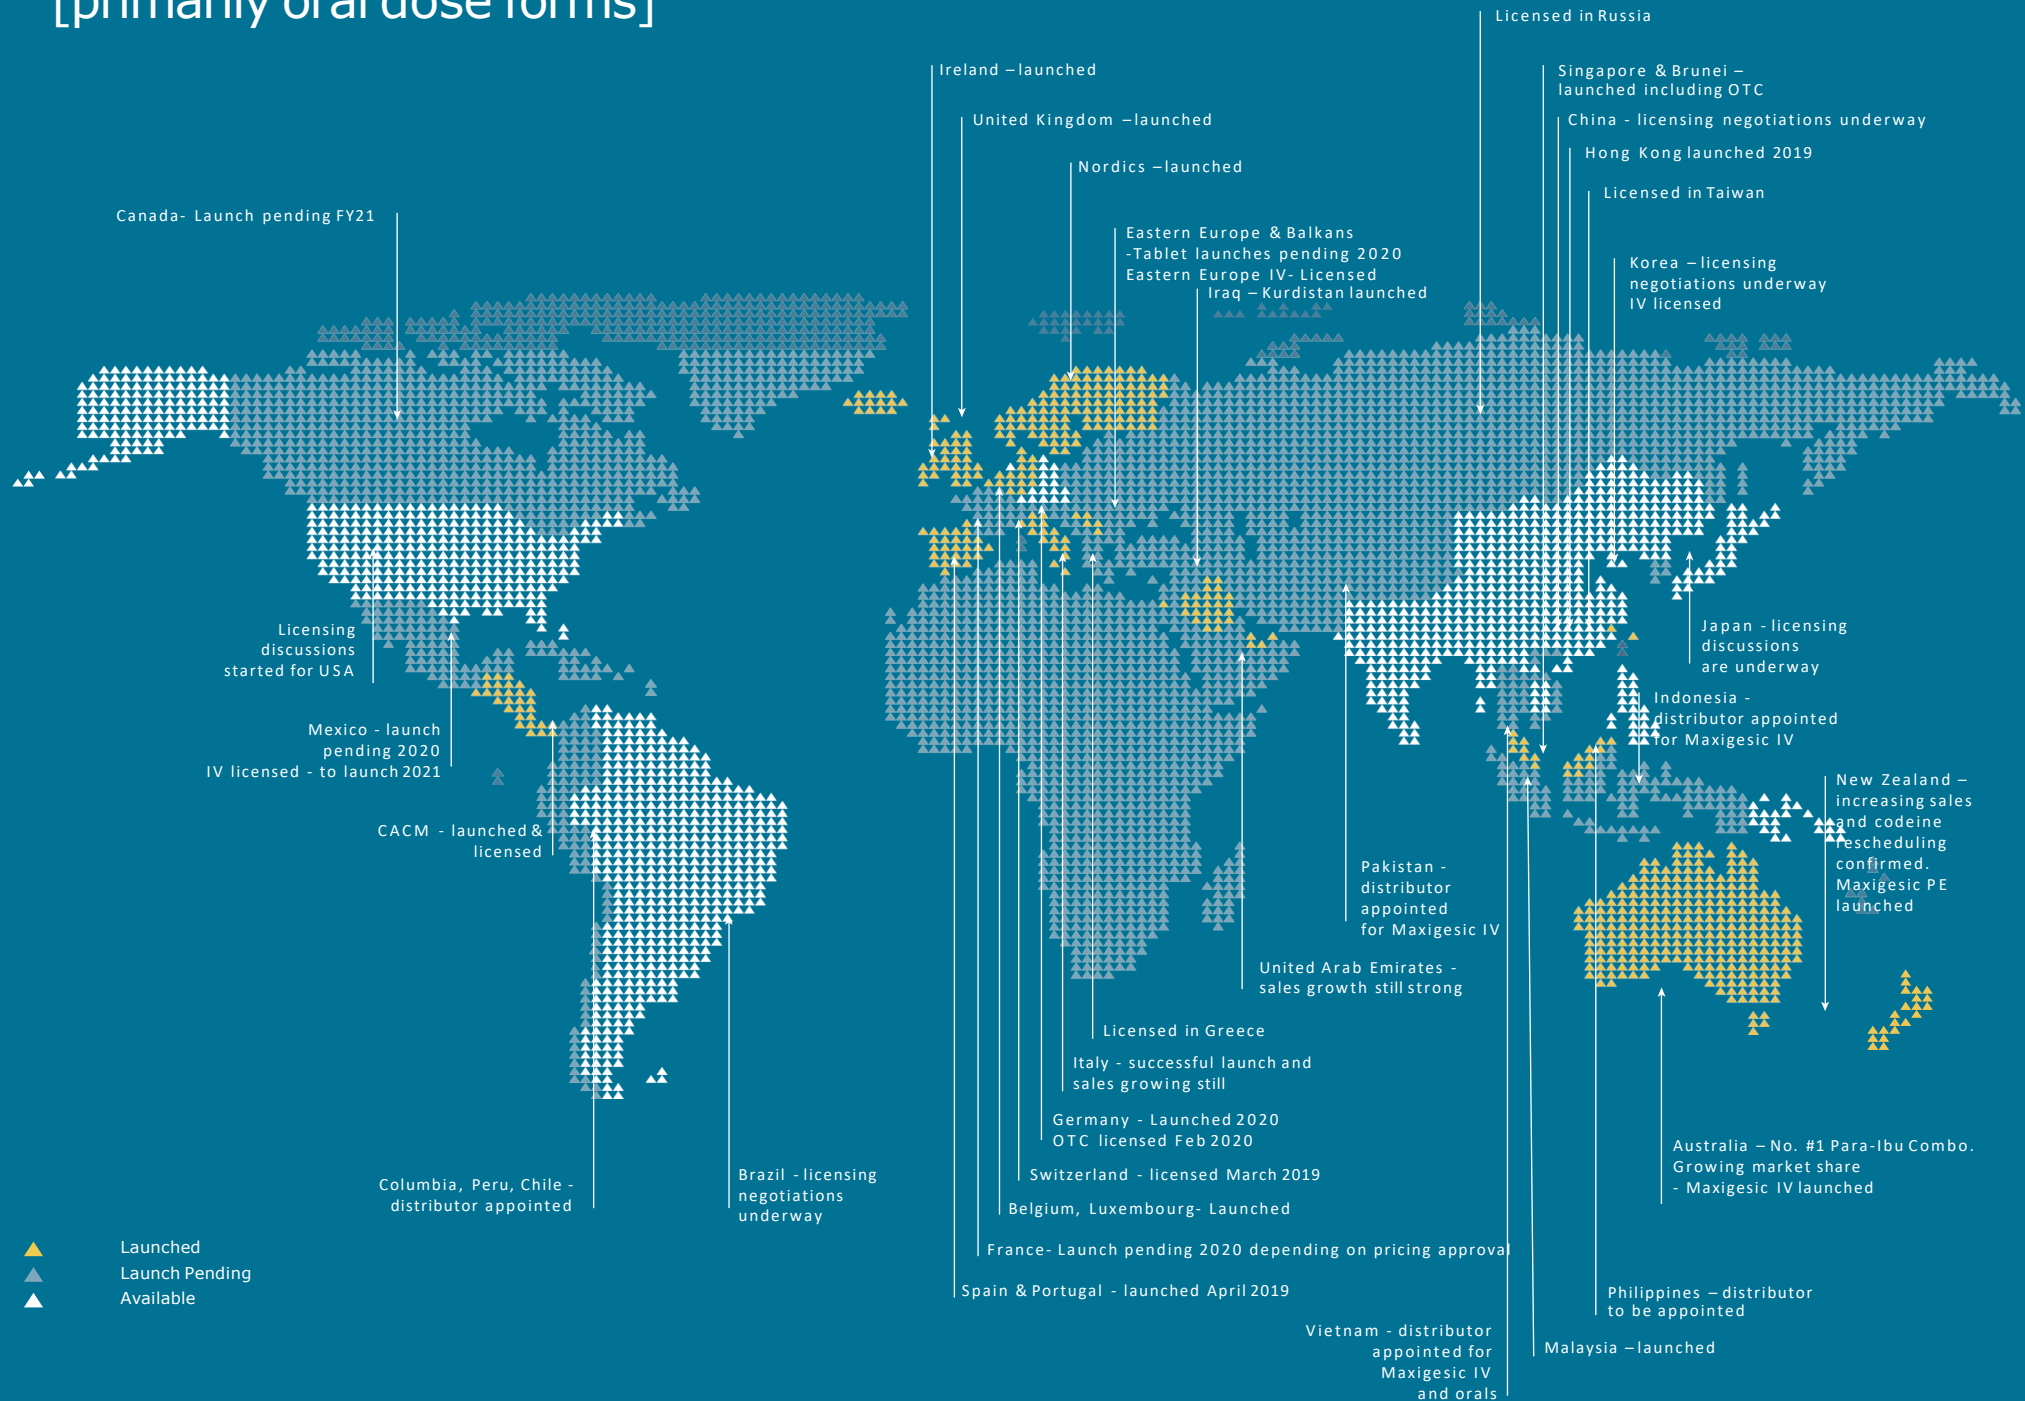 [primarily oral dose forms]
Licensed in Russia
Ireland – launched
Singapore & Brunei –
launched including OTC
United Kingdom – launched
China - licensing negotiations underway
Nordics – launched
Hong Kong launched 2019
Licensed in Taiwan
Canada- Launch pending FY21
Eastern Europe & Balkans
-Tablet launches pending 2020
Eastern Europe IV- Licensed
Iraq – Kurdistan launched
Korea – licensing
negotiations underway
IV licensed
Licensing
discussions
started for USA
Japan - licensing
discussions
are underway
Mexico - launch
pending 2020
IV licensed - to launch 2021
Indonesia -
distributor appointed
for Maxigesic IV
CACM - launched &
licensed
New Zealand –
increasing sales
and codeine
rescheduling
confirmed.
Maxigesic PE
launched
Pakistan -
distributor
appointed
for Maxigesic IV
United Arab Emirates -
sales growth still strong
Licensed in Greece
Italy - successful launch and
sales growing still
Germany - Launched 2020
OTC licensed Feb 2020
Switzerland - licensed March 2019
Belgium, Luxembourg- Launched
France- Launch pending 2020 depending on pricing approval
Spain & Portugal - launched April 2019
Columbia, Peru, Chile -
distributor appointed
Brazil - licensing
negotiations
underway
Australia – No. #1 Para-Ibu Combo.
Growing market share
- Maxigesic IV launched
Philippines – distributor
to be appointed
Malaysia – launched
Vietnam - distributor
appointed for
Maxigesic IV
and orals
Launched
Launch Pending
Available